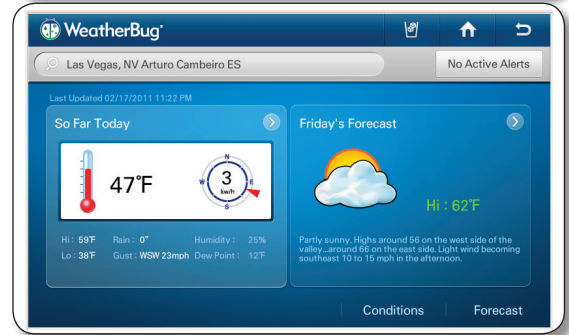 WeatherBug
Las Vegas, NV Arturo Cambeiro ES
No Active Alerts
Last Updated 02/17/2011 11:22 PM
So Far Today
47°F
N
W
3
E
km/h
S
Hi: 59°F Rain: 0" Humidity: 25%
Lo: 38°F Gust: WSW 23mph Dew Point: 12°F
Friday's Forecast
Hi : 62°F
Partly sunny. Highs around 56 on the west side of the
valley...around 66 on the east side. Light wind becoming
southeast 10 to 15 mph in the afternoon.
Conditions
Forecast